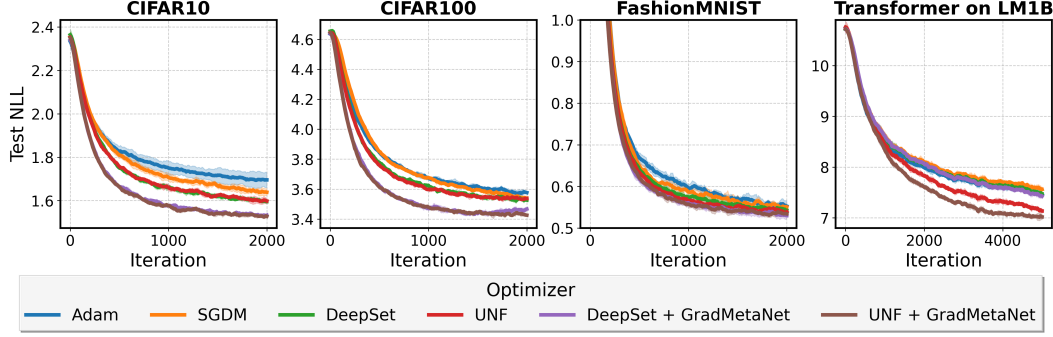 CIFAR10
CIFAR100
FashionMNIST
Transformer on LM1B
Test NLL
2.4
2.2
2.0
1.8
1.6
0
1000
2000
Iteration
4.6
4.4
4.2
4.0
3.8
3.6
3.4
0
1000
2000
Iteration
1.0
0.9
0.8
0.7
0.6
0.5
0
1000
2000
Iteration
10
9
8
7
0
2000
4000
Iteration
Optimizer
Adam
SGDM
DeepSet
UNF
DeepSet + GradMetaNet
UNF + GradMetaNet